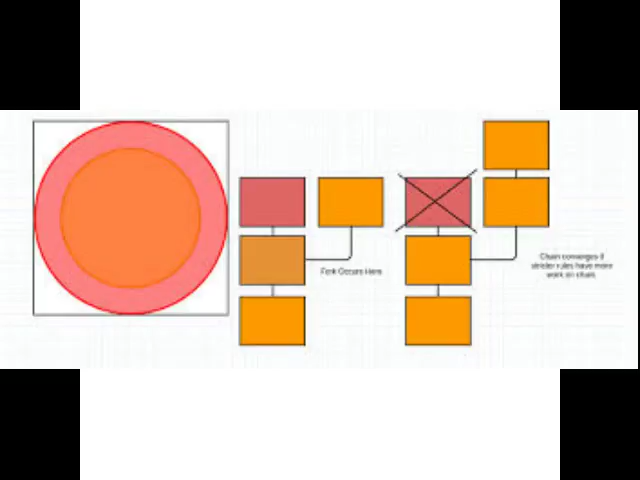 Fork Occurs Here
Chain converges if
stricter rules have more
work on chain